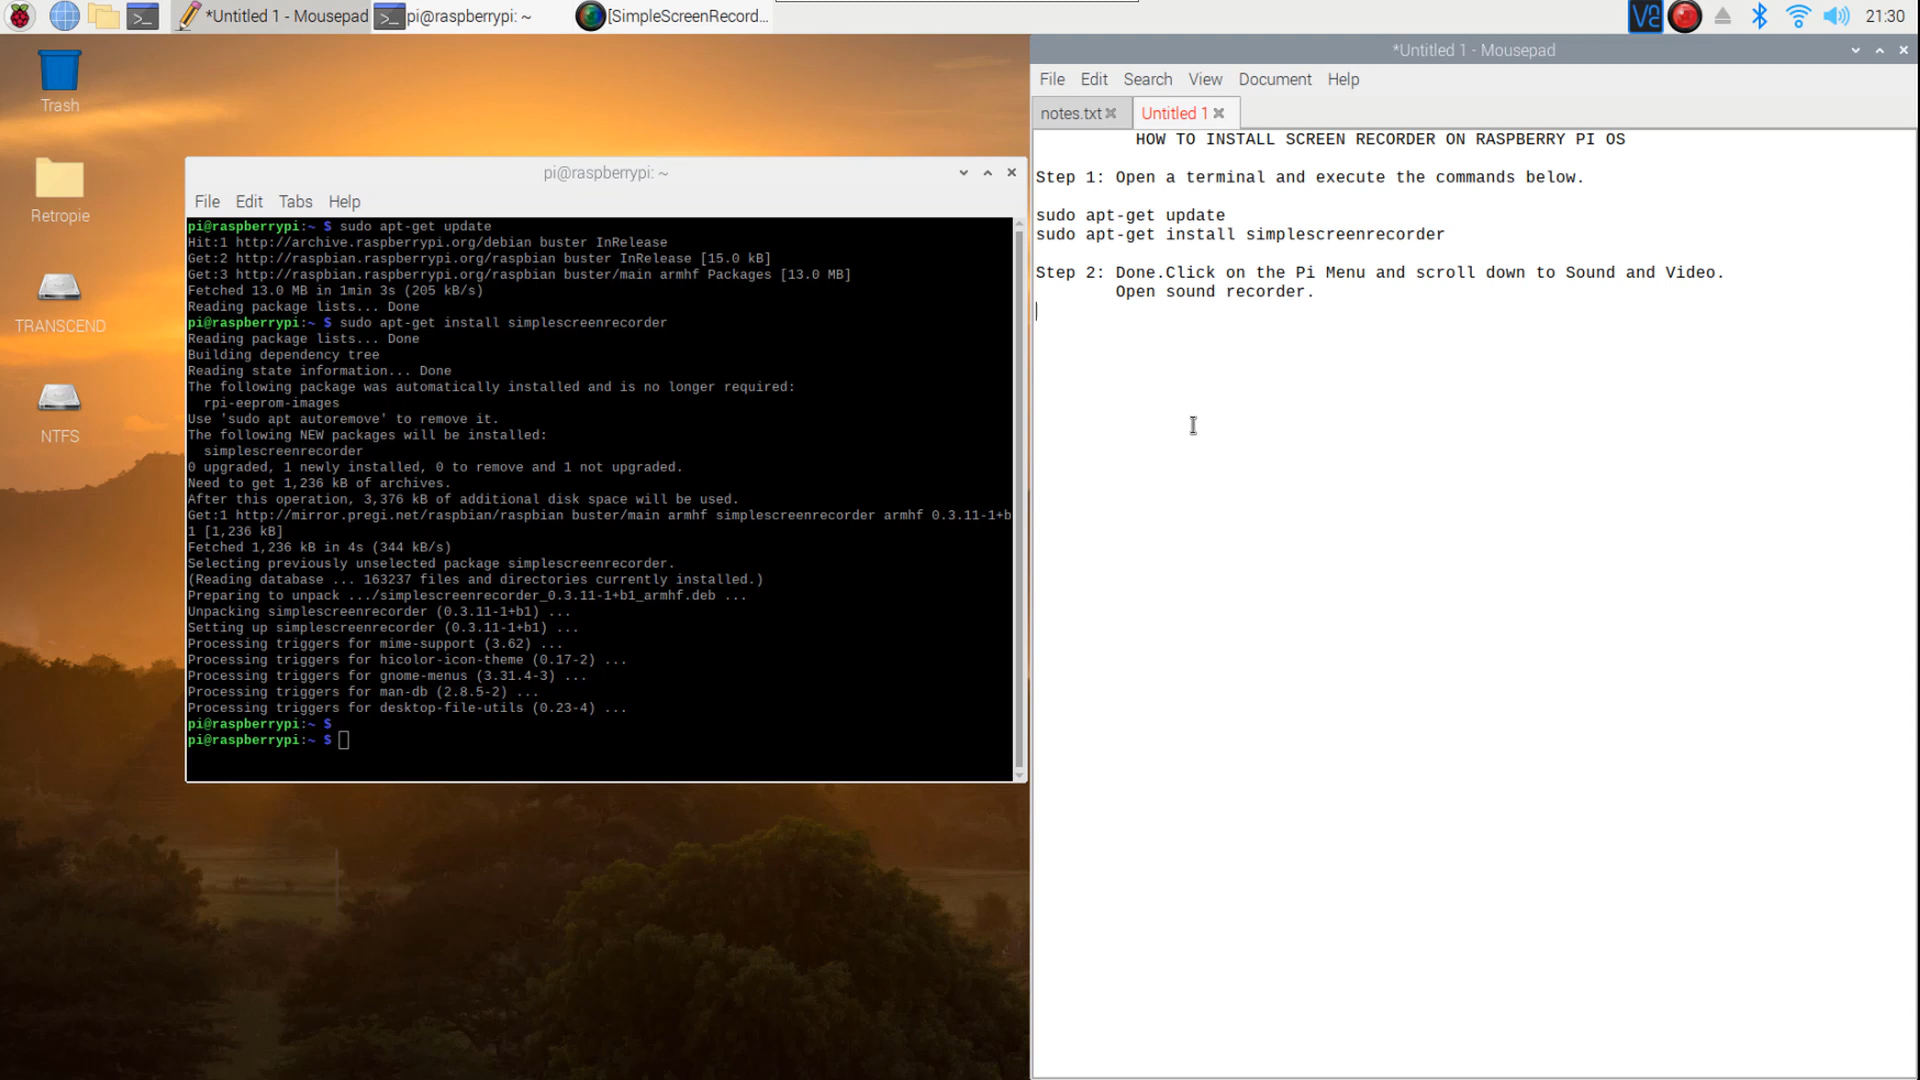 *Untitled 1 - Mousepad
pi@raspberrypi: ~
[SimpleScreenRecord...
21:30
Trash
Retropie
TRANSCEND
NTFS
pi@raspberrypi: ~
File Edit Tabs Help
pi@raspberrypi:~ $ sudo apt-get update
Hit:1 http://archive.raspberrypi.org/debian buster InRelease
Get:2 http://raspbian.raspberrypi.org/raspbian buster InRelease [15.0 kB]
Get:3 http://raspbian.raspberrypi.org/raspbian buster/main armhf Packages [13.0 MB]
Fetched 13.0 MB in 1min 3s (205 kB/s)
Reading package lists... Done
pi@raspberrypi:~ $ sudo apt-get install simplescreenrecorder
Reading package lists... Done
Building dependency tree
Reading state information... Done
The following package was automatically installed and is no longer required:
  rpi-eeprom-images
Use 'sudo apt autoremove' to remove it.
The following NEW packages will be installed:
  simplescreenrecorder
0 upgraded, 1 newly installed, 0 to remove and 1 not upgraded.
Need to get 1,236 kB of archives.
After this operation, 3,376 kB of additional disk space will be used.
Get:1 http://mirror.pregi.net/raspbian/raspbian buster/main armhf simplescreenrecorder armhf 0.3.11-1+b
1 [1,236 kB]
Fetched 1,236 kB in 4s (344 kB/s)
Selecting previously unselected package simplescreenrecorder.
(Reading database ... 163237 files and directories currently installed.)
Preparing to unpack .../simplescreenrecorder_0.3.11-1+b1_armhf.deb ...
Unpacking simplescreenrecorder (0.3.11-1+b1) ...
Setting up simplescreenrecorder (0.3.11-1+b1) ...
Processing triggers for mime-support (3.62) ...
Processing triggers for hicolor-icon-theme (0.17-2) ...
Processing triggers for gnome-menus (3.31.4-3) ...
Processing triggers for man-db (2.8.5-2) ...
Processing triggers for desktop-file-utils (0.23-4) ...
pi@raspberrypi:~ $
pi@raspberrypi:~ $
*Untitled 1 - Mousepad
File Edit Search View Document Help
notes.txt Untitled 1
HOW TO INSTALL SCREEN RECORDER ON RASPBERRY PI OS
Step 1: Open a terminal and execute the commands below.
sudo apt-get update
sudo apt-get install simplescreenrecorder
Step 2: Done.Click on the Pi Menu and scroll down to Sound and Video.
Open sound recorder.